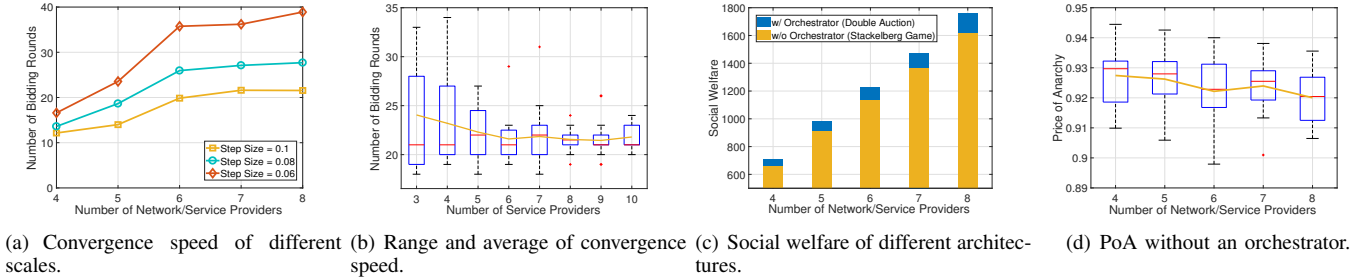 40
30
20
10
0
4
5
6
7
8
Number of Bidding Rounds
Number of Network/Service Providers
Step Size = 0.1
Step Size = 0.08
Step Size = 0.06
(a) Convergence speed of different
scales.
35
30
25
20
3
4
5
6
7
8
9
10
Number of Bidding Rounds
Number of Service Providers
(b) Range and average of convergence
speed.
1800
1600
1400
1200
1000
800
600
4
5
6
7
8
Social Welfare
Number of Network/Service Providers
w/ Orchestrator (Double Auction)
w/o Orchestrator (Stackelberg Game)
(c) Social welfare of different architec-
tures.
0.95
0.94
0.93
0.92
0.91
0.9
0.89
4
5
6
7
8
Price of Anarchy
Number of Network/Service Providers
(d) PoA without an orchestrator.